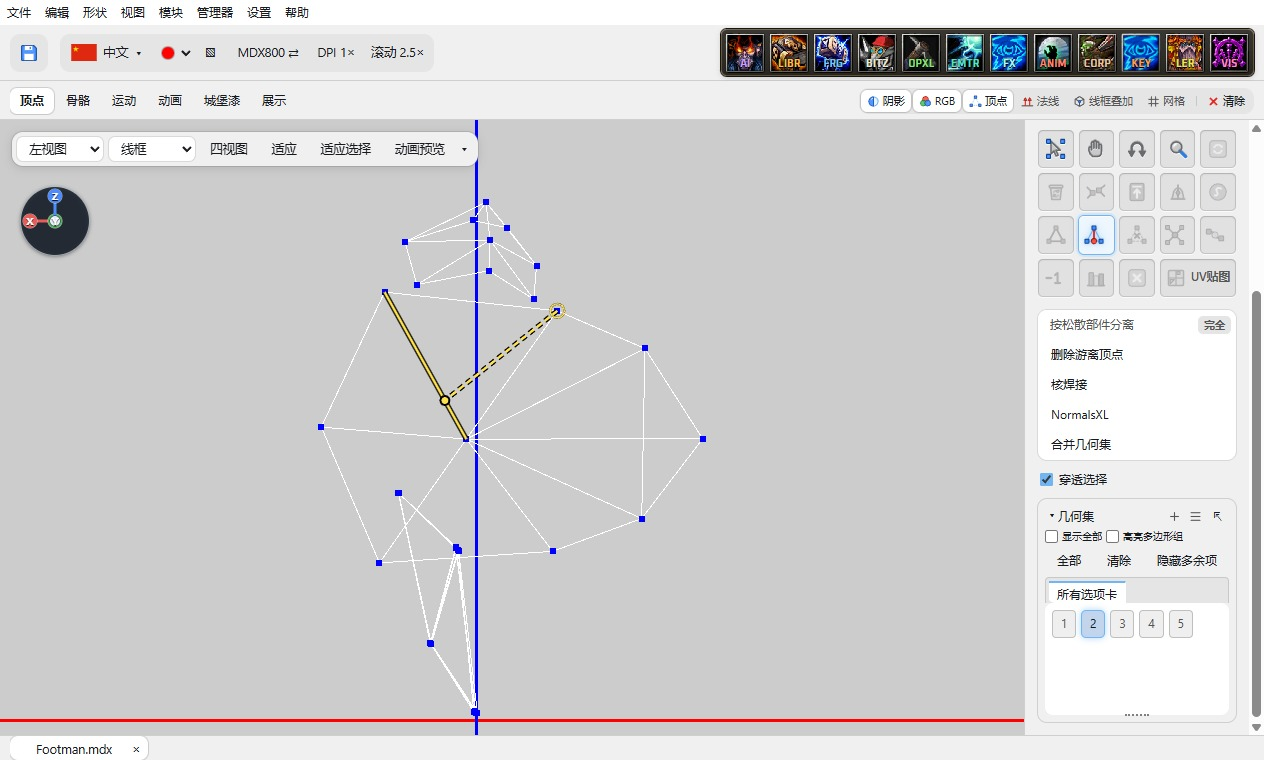 文件 编辑 形状 视图 模块 管理器 设置 帮助
中文 MDX800 DPI 1× 滚动 2.5×
AI LIBR FRG BITZ OPXL EMTR FX ANIM CORP KEY LER VIS
顶点 骨骼 运动 动画 城堡漆 展示 阴影 RGB 顶点 法线 线框叠加 网格 清除
左视图 线框 四视图 适应 适应选择 动画预览
Z
X Y
-1 UV贴图
按松散部件分离 完全
删除游离顶点
核焊接
NormalsXL
合并几何集
穿透选择
几何集
显示全部 高亮多边形组
全部 清除 隐藏多余项
所有选项卡
1 2 3 4 5
Footman.mdx ×